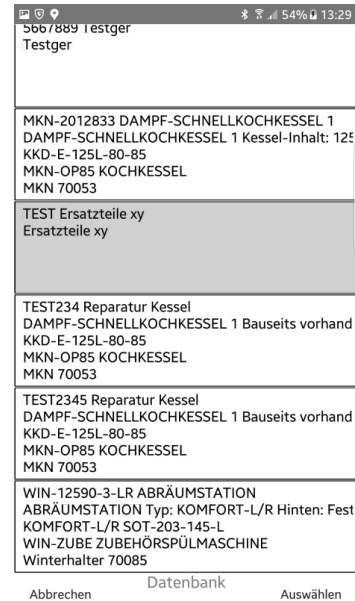 54% 13:29
5667889 Testger
Testger
MKN-2012833 DAMPF-SCHNELLKOCHKESSEL 1
DAMPF-SCHNELLKOCHKESSEL 1 Kessel-Inhalt: 125
KKD-E-125L-80-85
MKN-OP85 KOCHKESSEL
MKN 70053
TEST Ersatzteile xy
Ersatzteile xy
TEST234 Reparatur Kessel
DAMPF-SCHNELLKOCHKESSEL 1 Bauseits vorhand
KKD-E-125L-80-85
MKN-OP85 KOCHKESSEL
MKN 70053
TEST2345 Reparatur Kessel
DAMPF-SCHNELLKOCHKESSEL 1 Bauseits vorhand
KKD-E-125L-80-85
MKN-OP85 KOCHKESSEL
MKN 70053
WIN-12590-3-LR ABRÄUMSTATION
ABRÄUMSTATION Typ: KOMFORT-L/R Hinten: Fest
KOMFORT-L/R SOT-203-145-L
WIN-ZUBE ZUBEHÖRSPÜLMASCHINE
Winterhalter 70085
Datenbank
Abbrechen Auswählen